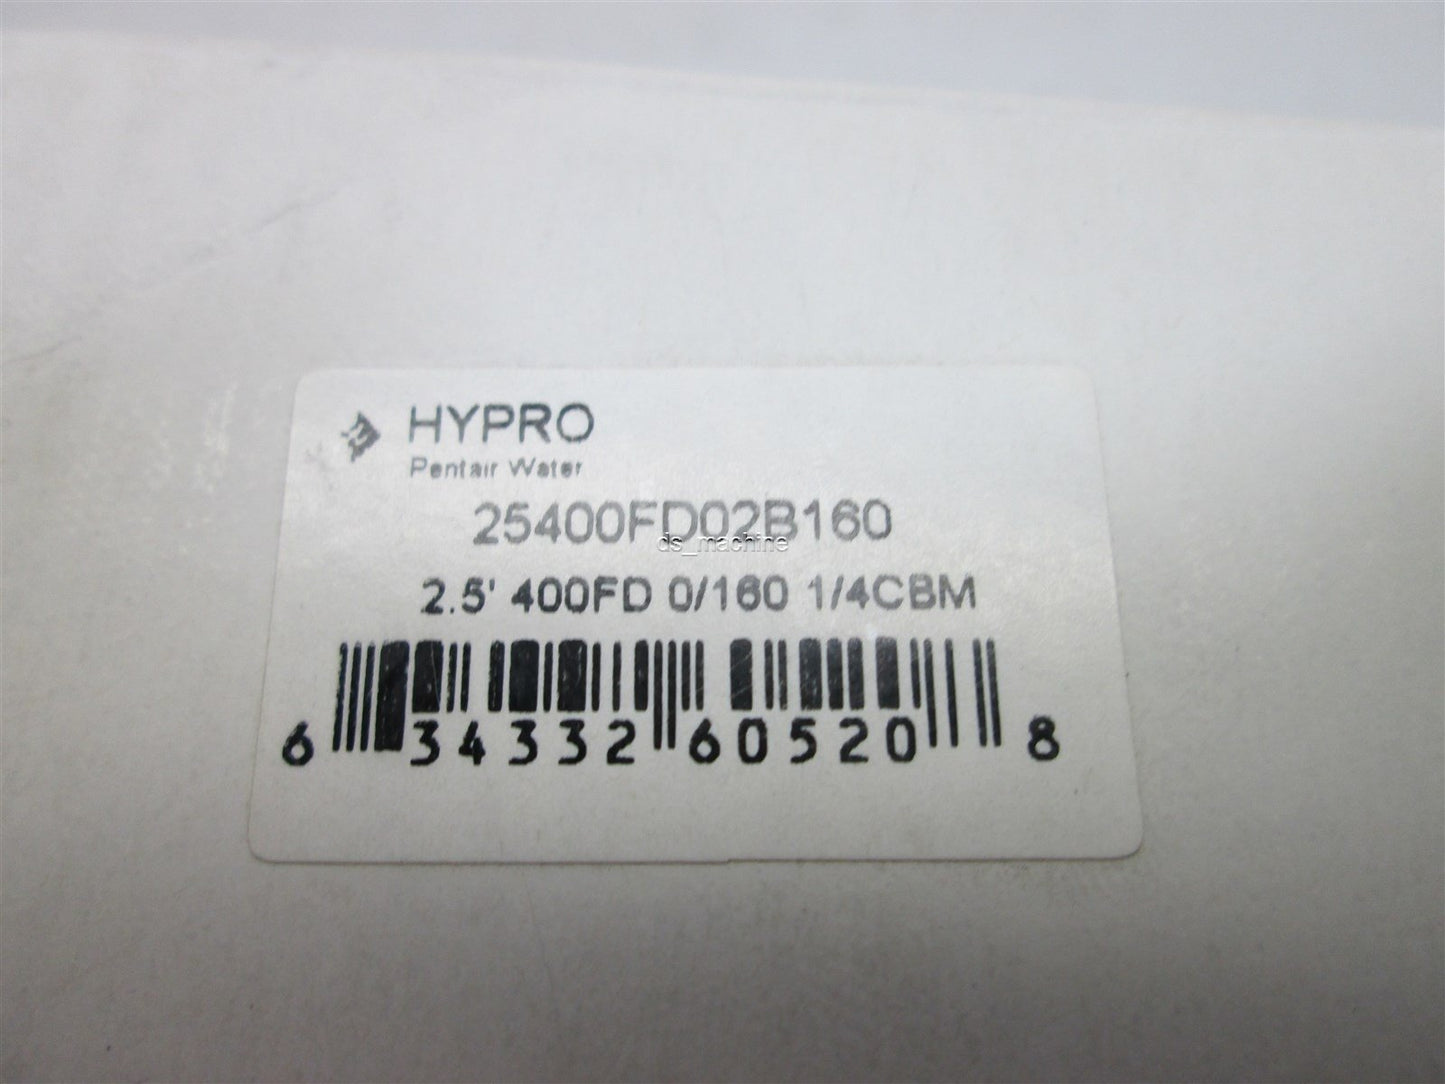 HYPRO
Pentair Water
25400FD02B160
ds_machine
2.5' 400FD 0/160 1/4CBM
6 34332 60520 8